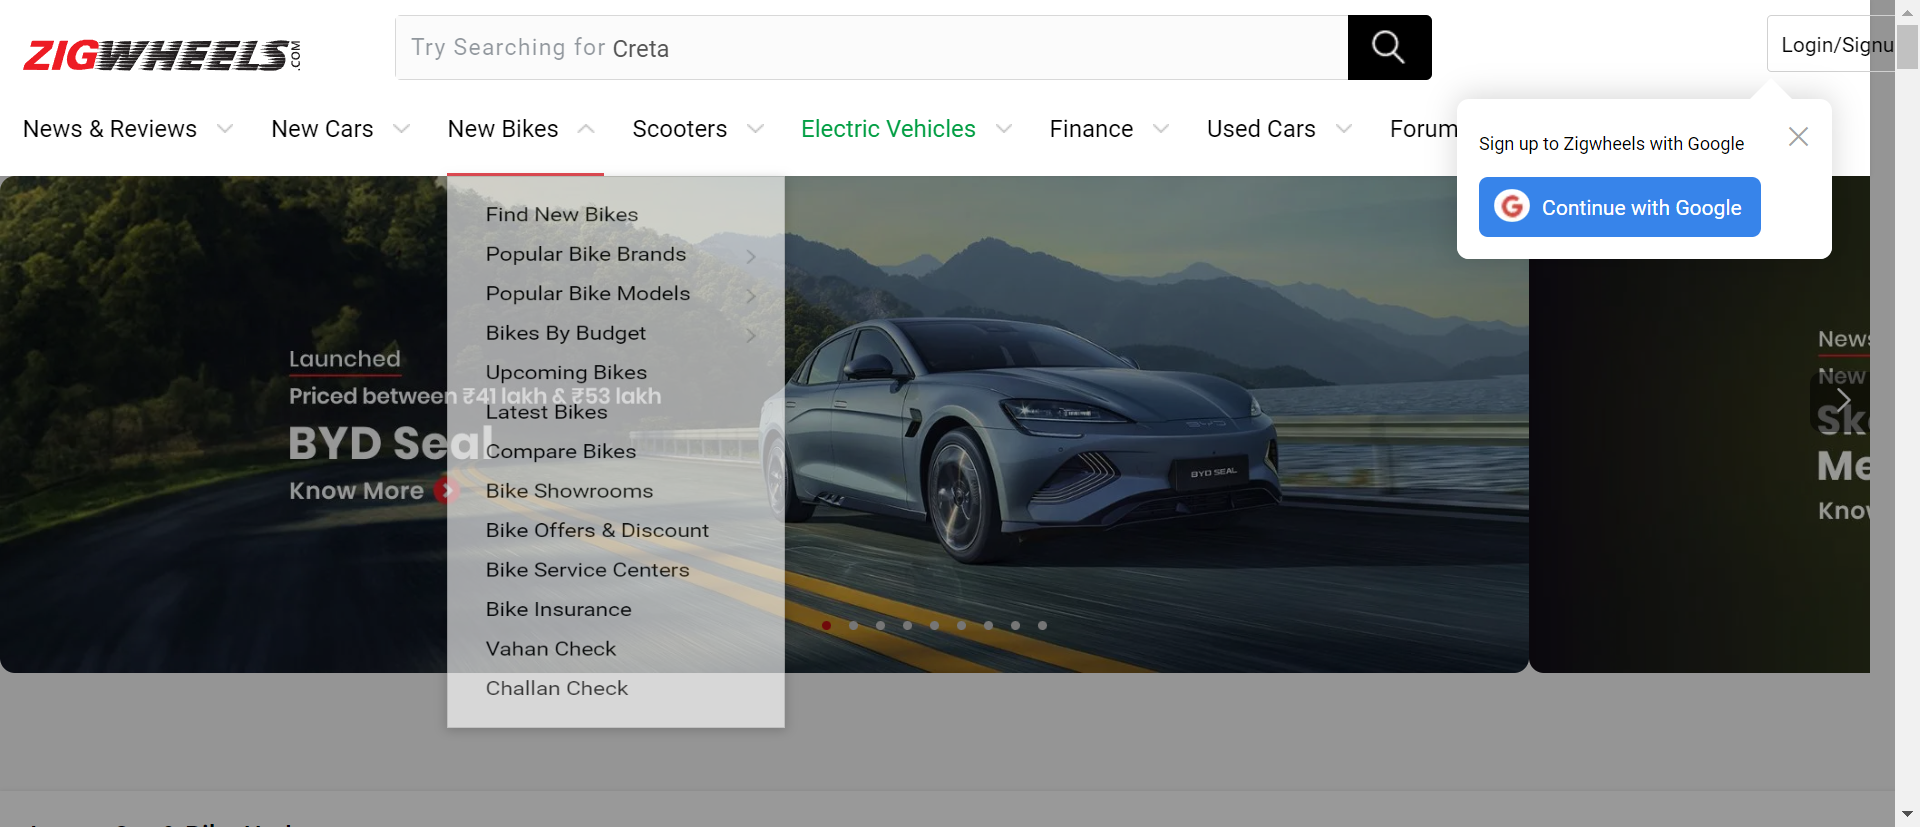 ZIGWHEELS.COM
Try Searching for Creta
Login/Signu
News & Reviews
New Cars
New Bikes
Scooters
Electric Vehicles
Finance
Used Cars
Forum
Sign up to Zigwheels with Google
Continue with Google
Find New Bikes
Popular Bike Brands
Popular Bike Models
Bikes By Budget
Upcoming Bikes
Latest Bikes
Compare Bikes
Bike Showrooms
Bike Offers & Discount
Bike Service Centers
Bike Insurance
Vahan Check
Challan Check
Launched
Priced between ₹41 lakh & ₹53 lakh
BYD Seal
Know More
BYD SEAL
News
New
Sk
Me
Know